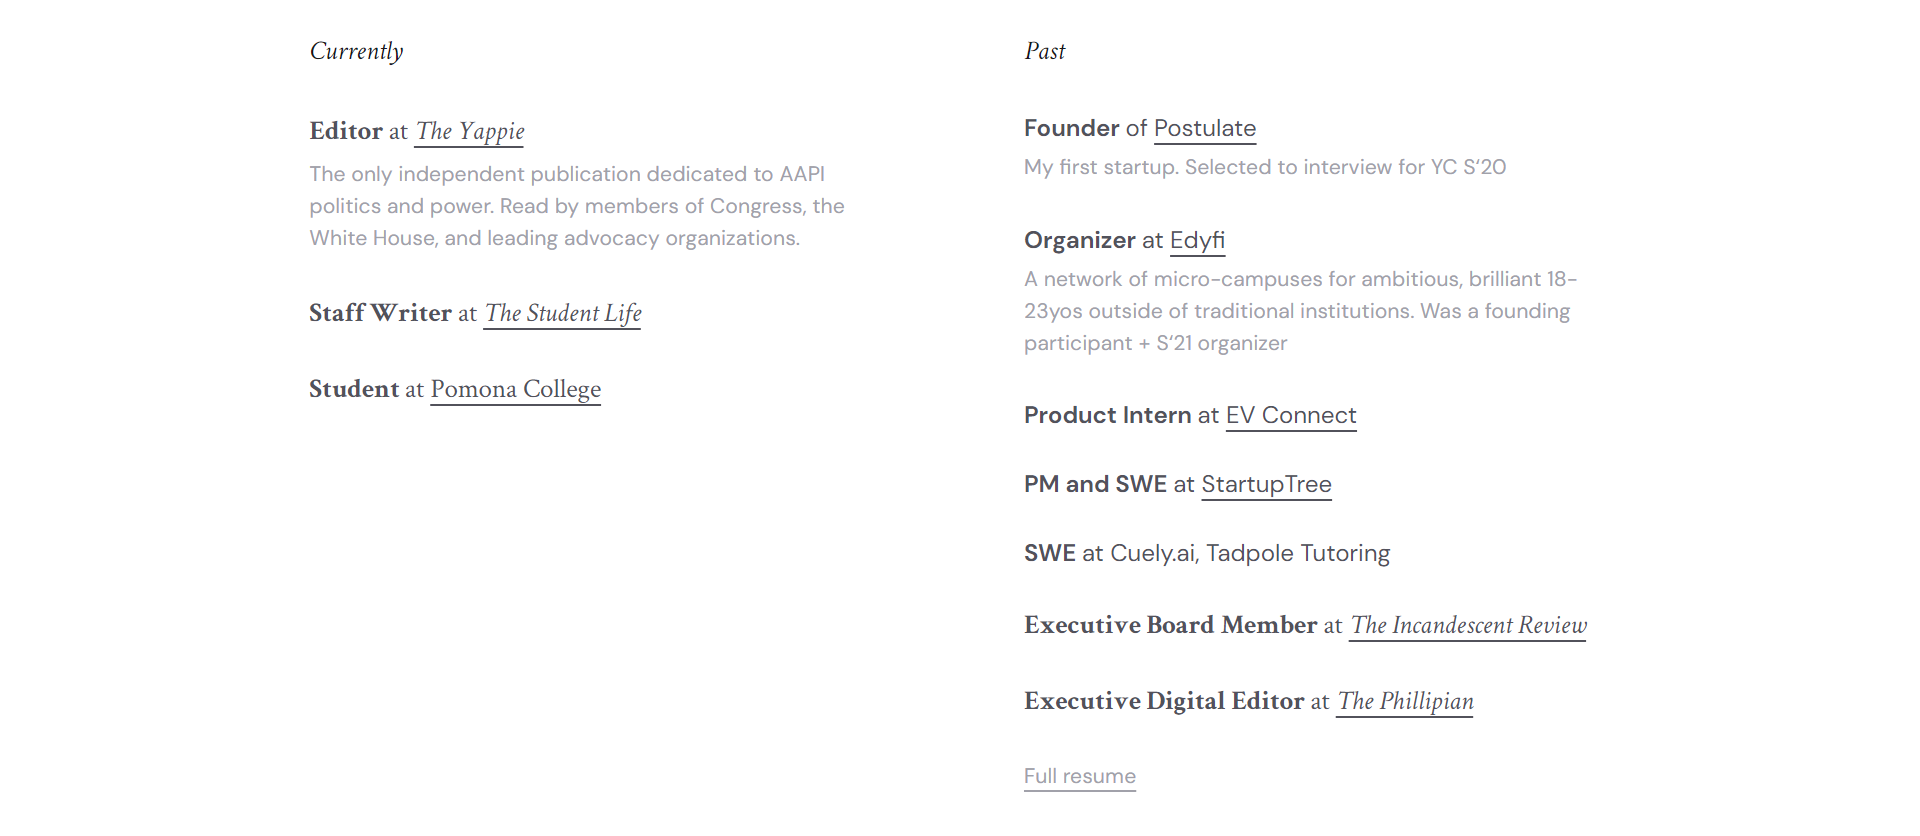 Currently
Editor at The Yappie
The only independent publication dedicated to AAPI
politics and power. Read by members of Congress, the
White House, and leading advocacy organizations.
Staff Writer at The Student Life
Student at Pomona College
Past
Founder of Postulate
My first startup. Selected to interview for YC S‘20
Organizer at Edyfi
A network of micro-campuses for ambitious, brilliant 18-
23yos outside of traditional institutions. Was a founding
participant + S‘21 organizer
Product Intern at EV Connect
PM and SWE at StartupTree
SWE at Cuely.ai, Tadpole Tutoring
Executive Board Member at The Incandescent Review
Executive Digital Editor at The Phillipian
Full resume